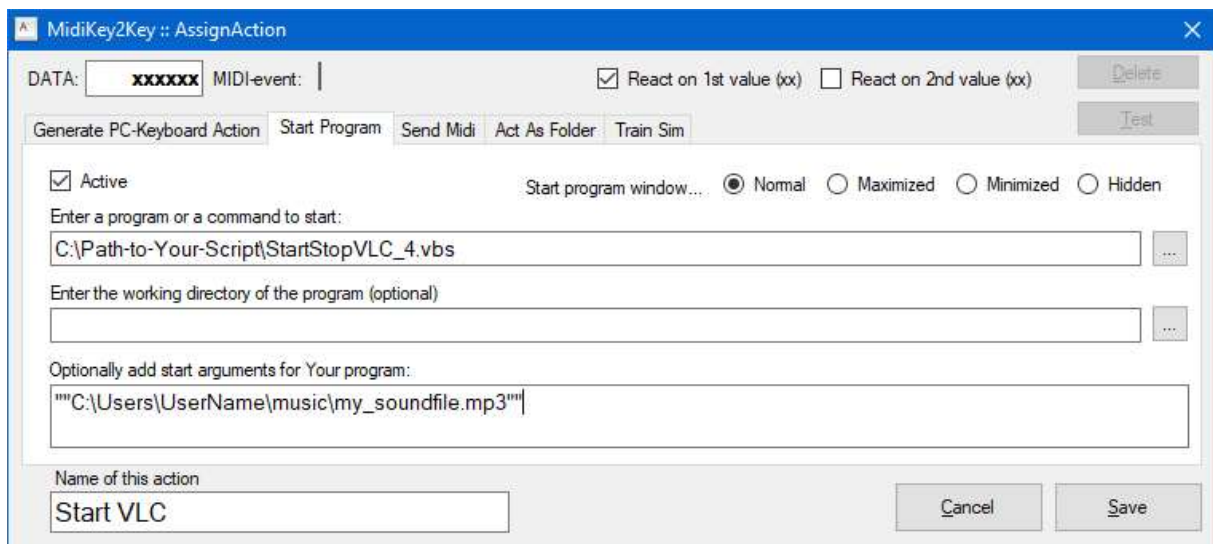 MidiKey2Key :: AssignAction
DATA: xxxxxx MIDI-event: React on 1st value (xx) React on 2nd value (xx) Delete
Test
Generate PC-Keyboard Action Start Program Send Midi Act As Folder Train Sim
Active Start program window... Normal Maximized Minimized Hidden
Enter a program or a command to start:
C:\Path-to-Your-Script\StartStopVLC_4.vbs ...
Enter the working directory of the program (optional)
...
Optionally add start arguments for Your program:
""C:\Users\UserName\music\my_soundfile.mp3""
Name of this action
Start VLC Cancel Save